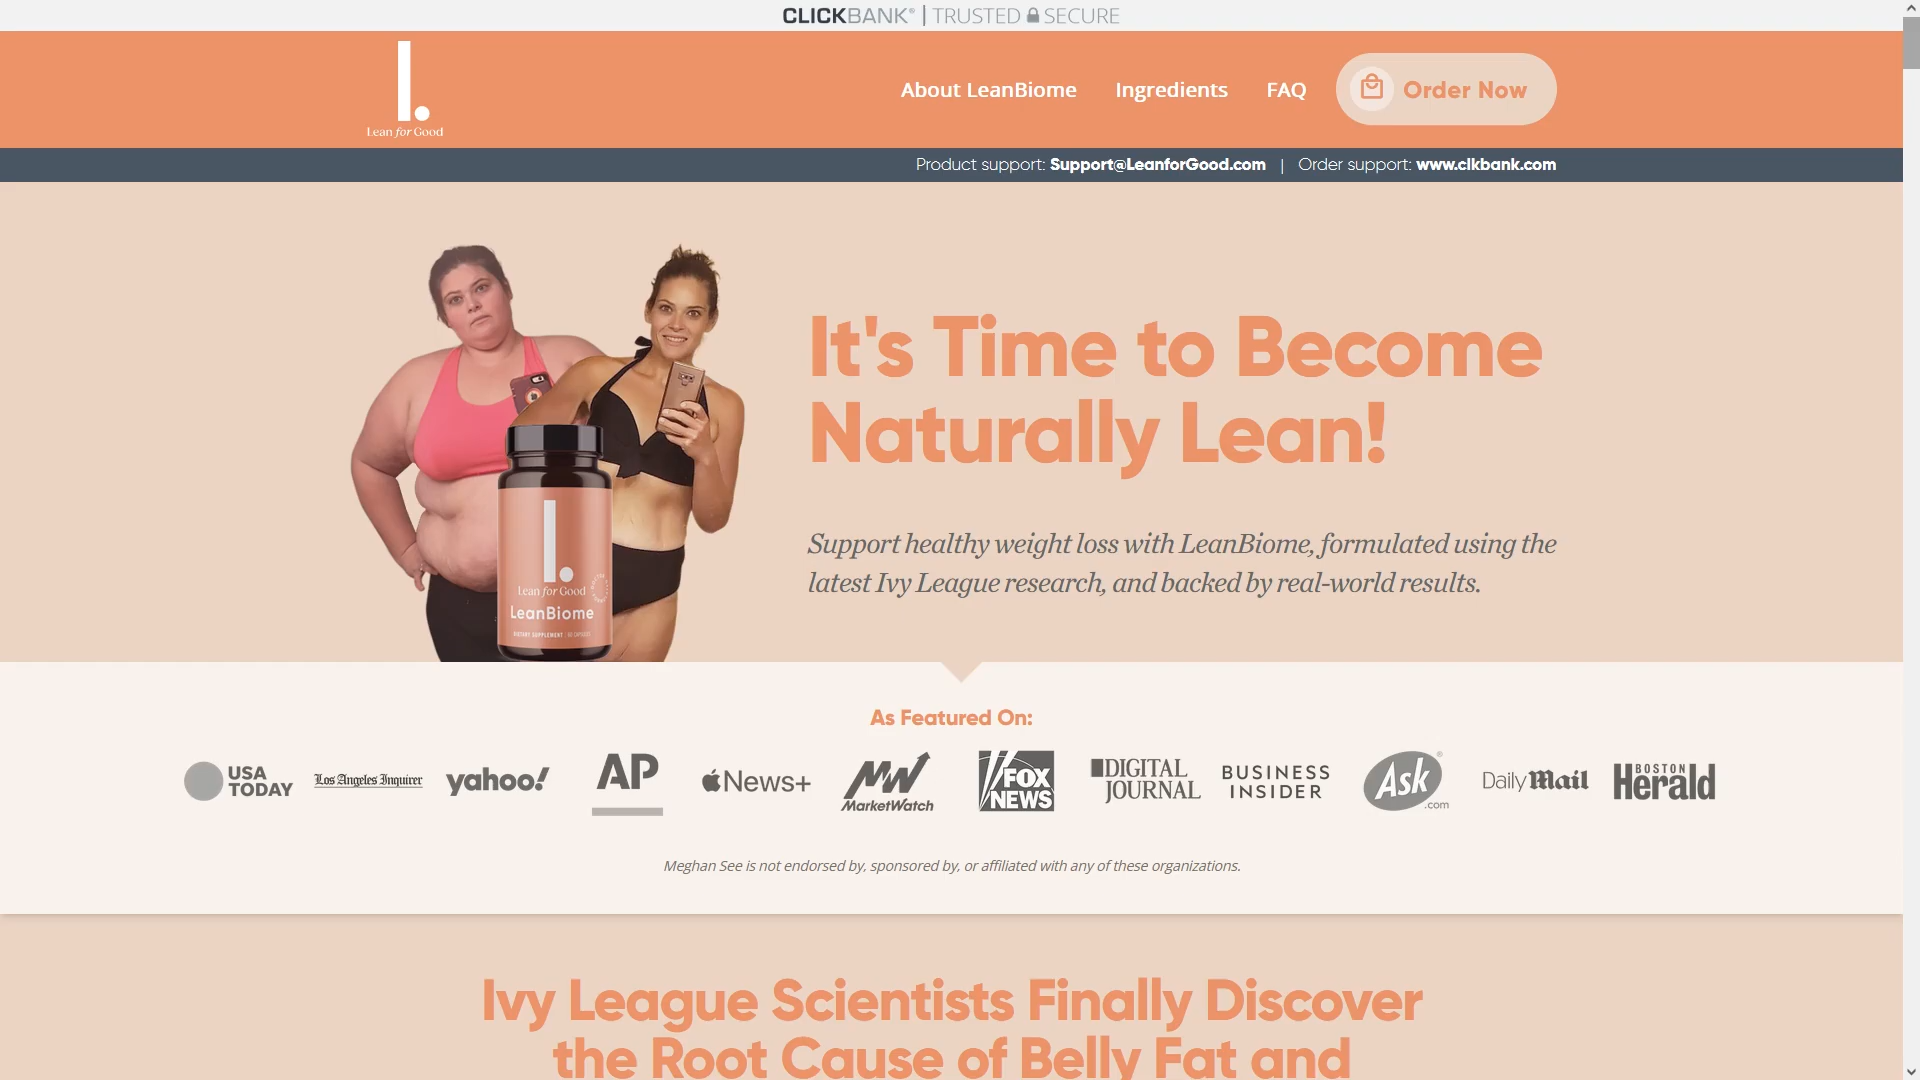 CLICKBANK® | TRUSTED SECURE
Lean for Good
About LeanBiome
Ingredients
FAQ
Order Now
Product support: Support@LeanforGood.com | Order support: www.clkbank.com
It's Time to Become
Naturally Lean!
Support healthy weight loss with LeanBiome, formulated using the
latest Ivy League research, and backed by real-world results.
l.
Lean for Good
LeanBiome
DIETARY SUPPLEMENT | 60 CAPSULES
As Featured On:
USA
TODAY
Los Angeles Inquirer
yahoo!
AP
News+
MW
MarketWatch
FOX
NEWS
DIGITAL
JOURNAL
BUSINESS
INSIDER
Ask®
.com
Daily Mail
BOSTON
Herald
Meghan See is not endorsed by, sponsored by, or affiliated with any of these organizations.
Ivy League Scientists Finally Discover
the Root Cause of Belly Fat and